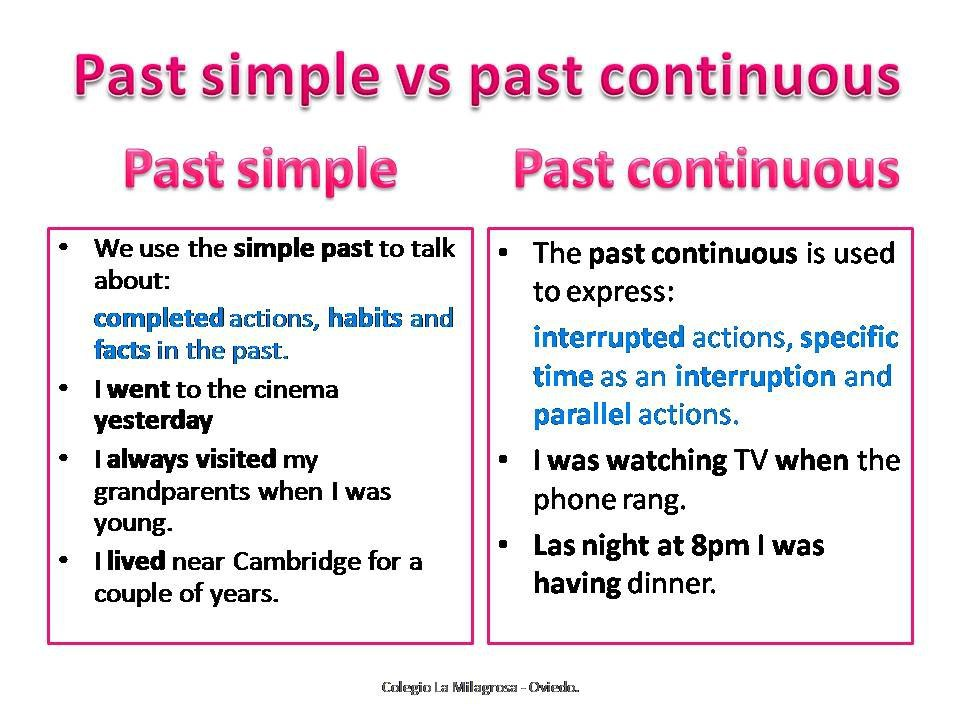 Past simple vs past continuous
Past simple
Past continuous
• We use the simple past to talk
about:
completed actions, habits and
facts in the past.
• I went to the cinema
yesterday
• I always visited my
grandparents when I was
young.
• I lived near Cambridge for a
couple of years.
• The past continuous is used
to express:
interrupted actions, specific
time as an interruption and
parallel actions.
• I was watching TV when the
phone rang.
• Las night at 8pm I was
having dinner.
Colegio La Milagrosa - Oviedo.